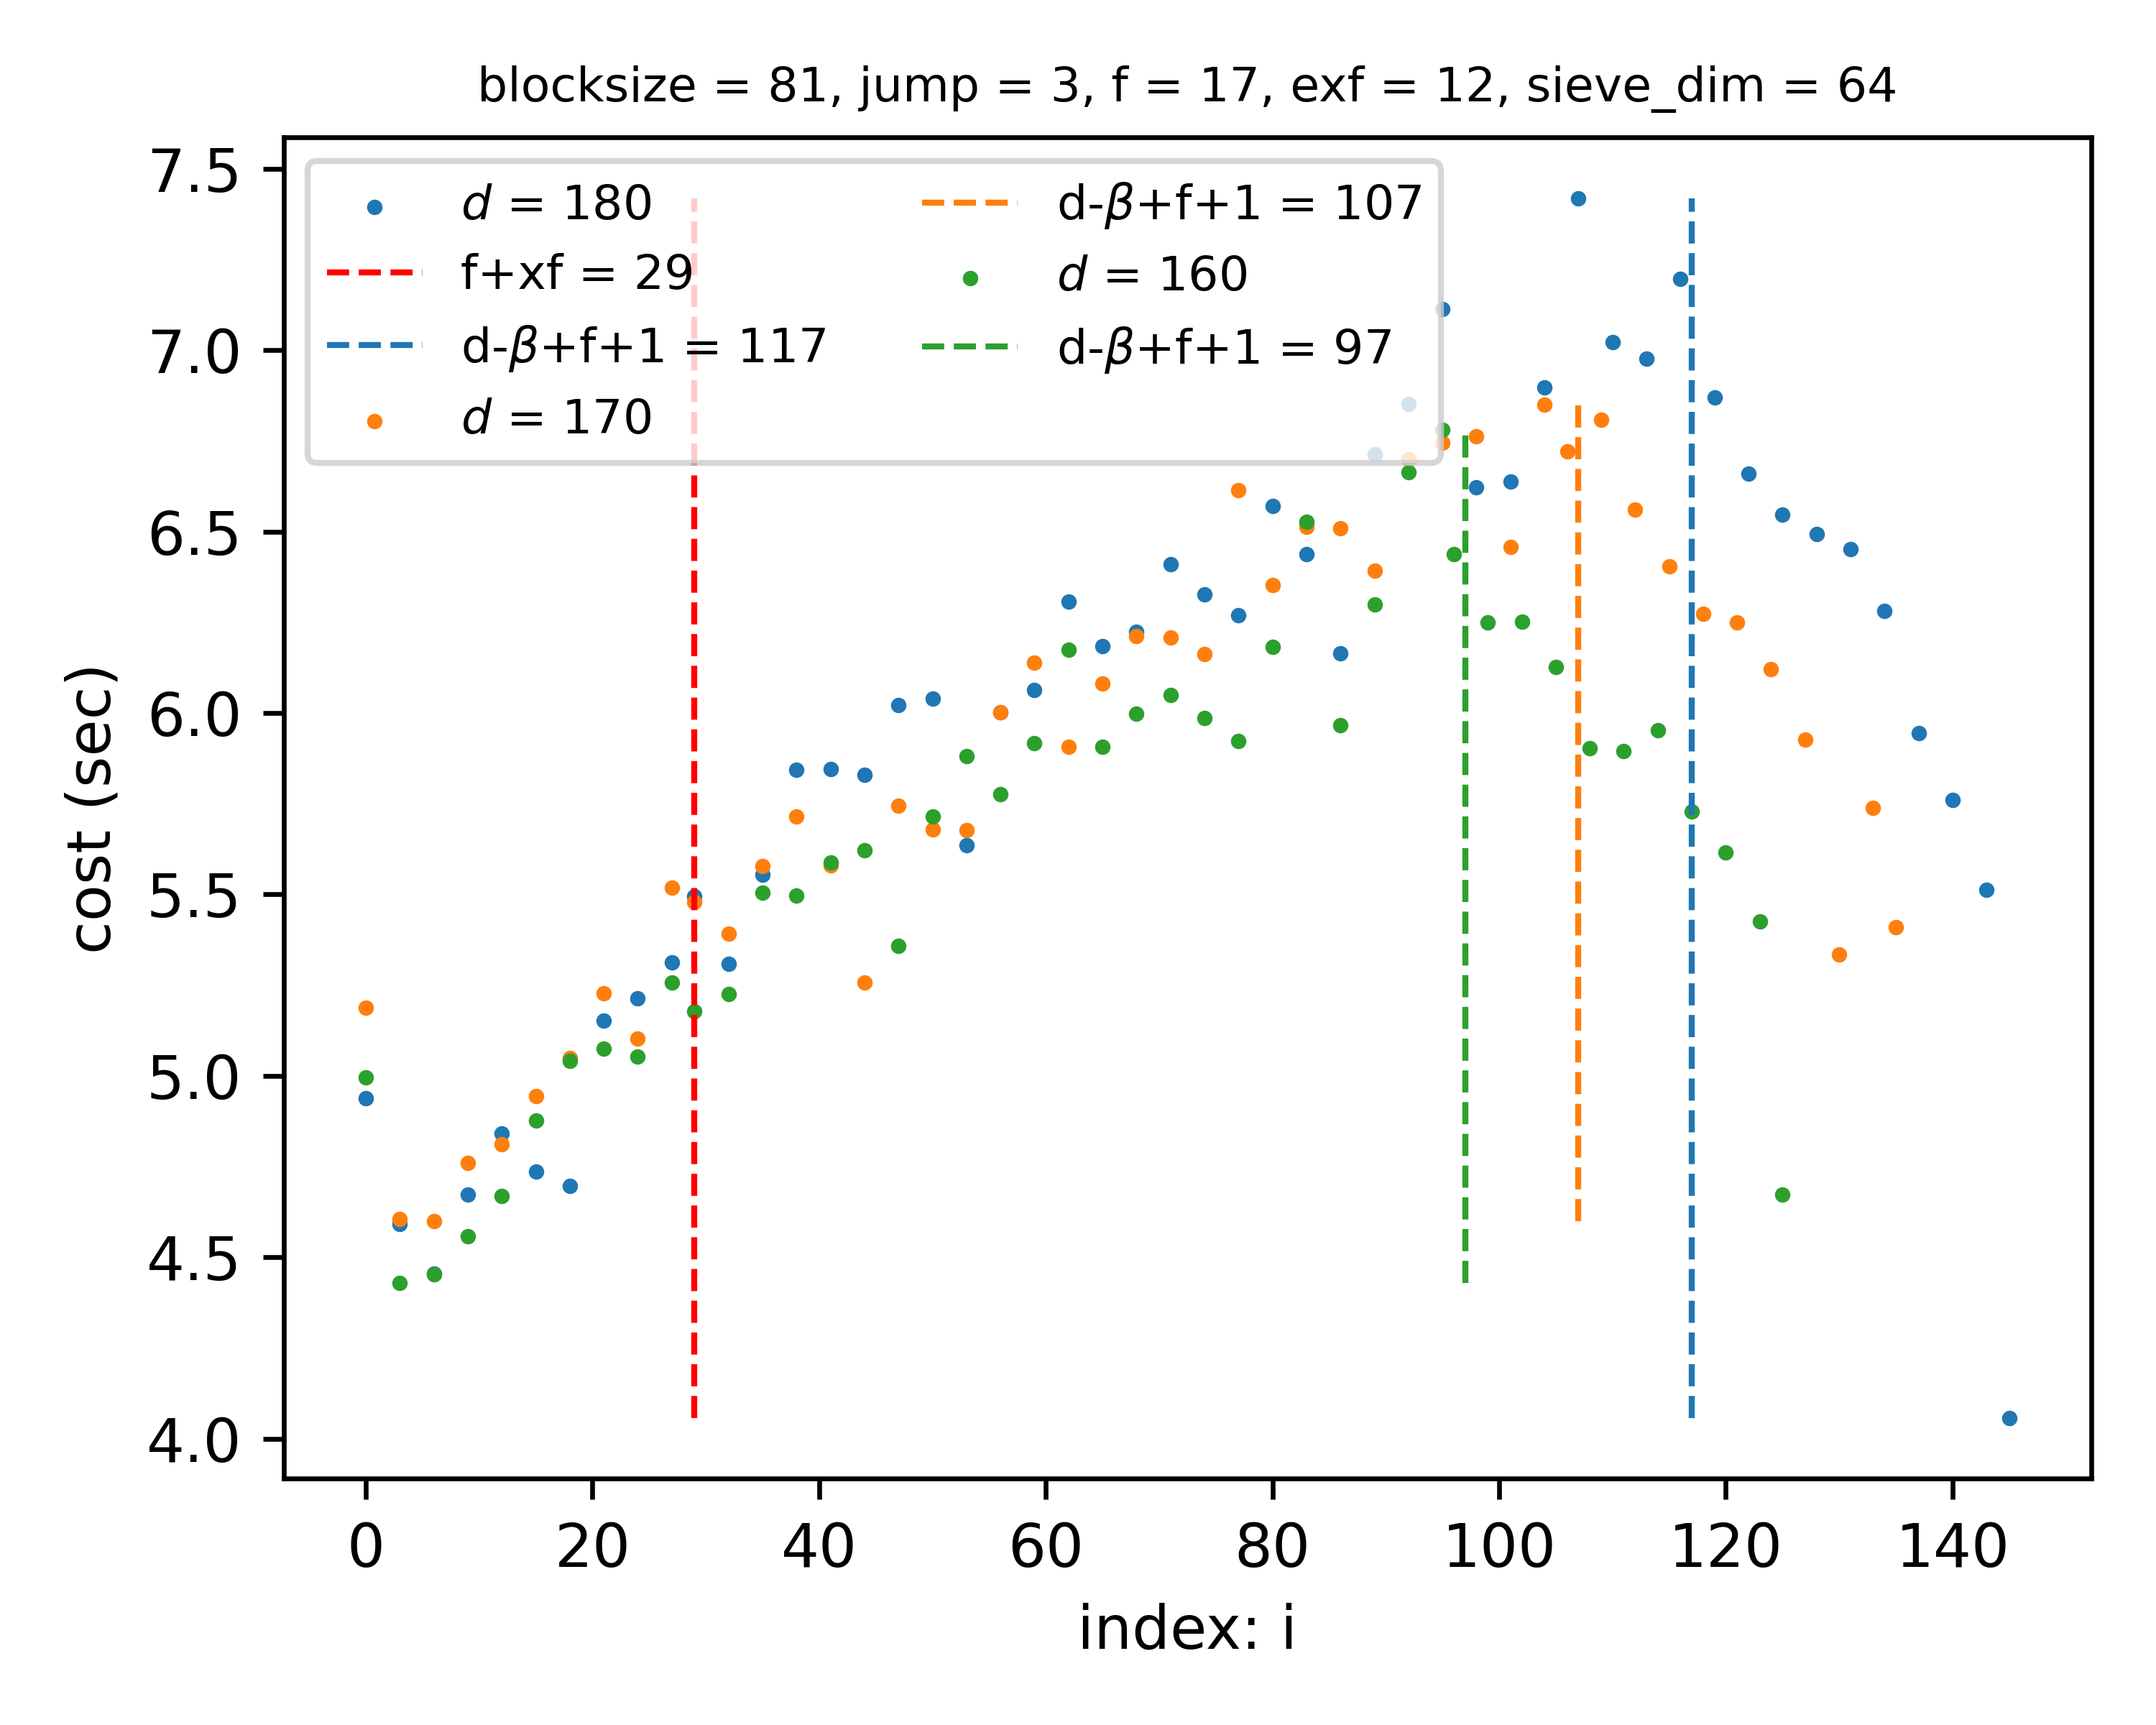 blocksize = 81, jump = 3, f = 17, exf = 12, sieve_dim = 64
d = 180
f+xf = 29
d-β+f+1 = 117
d = 170
d-β+f+1 = 107
d = 160
d-β+f+1 = 97
cost (sec)
7.5
7.0
6.5
6.0
5.5
5.0
4.5
4.0
0 20 40 60 80 100 120 140
index: i